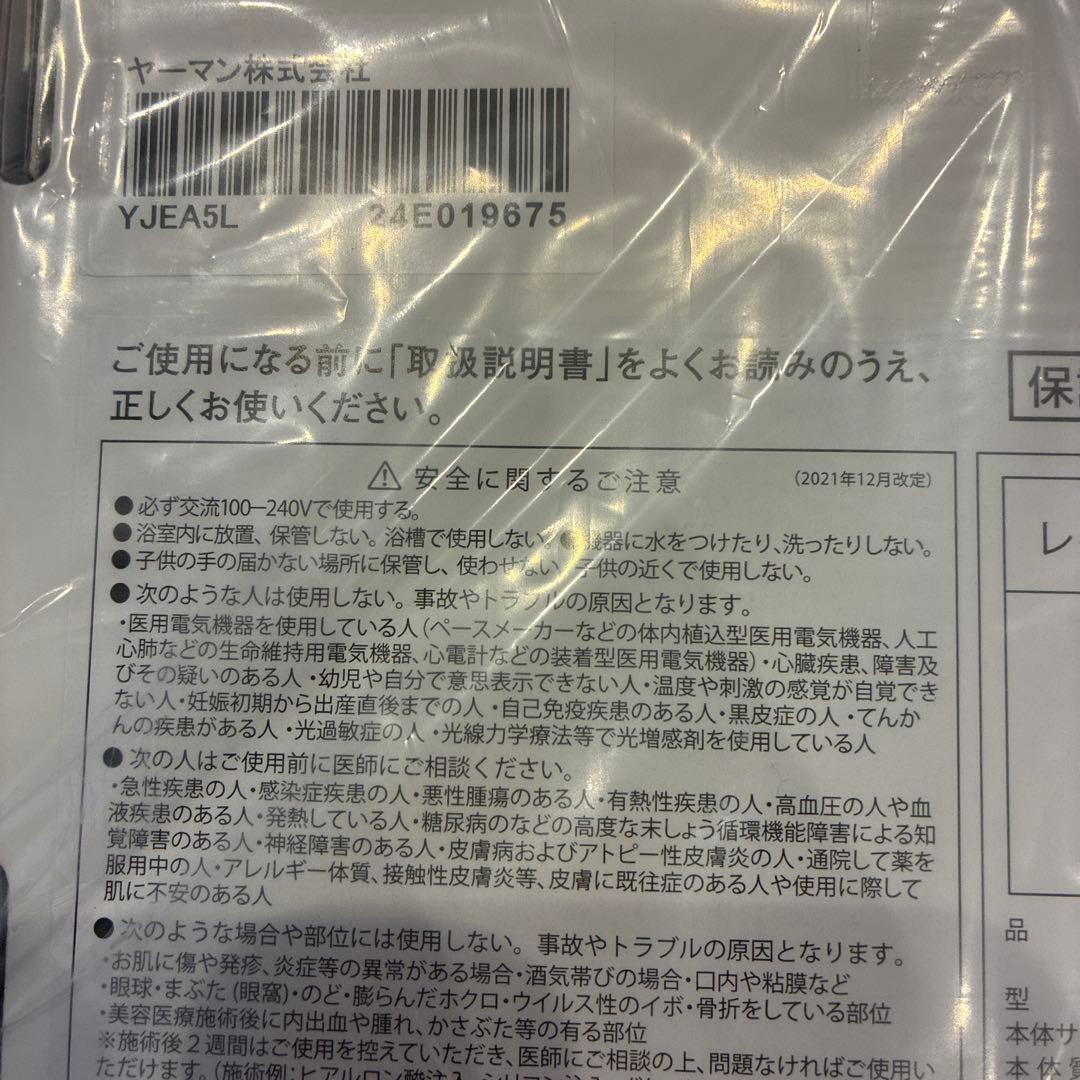 ヤーマン株式会社
YJEA5L 24E019675
ご使用になる前に「取扱説明書」をよくお読みのうえ、
正しくお使いください。
保
⚠ 安全に関するご注意 (2021年12月改定)
●必ず交流100―240Vで使用する。
●浴室内に放置、保管しない。浴槽で使用しない。●機器に水をつけたり、洗ったりしない。
●子供の手の届かない場所に保管し、使わせない。子供の近くで使用しない。
●次のような人は使用しない。事故やトラブルの原因となります。
・医用電気機器を使用している人(ペースメーカーなどの体内植込型医用電気機器、人工
心肺などの生命維持用電気機器、心電計などの装着型医用電気機器)・心臓疾患、障害及
びその疑いのある人・幼児や自分で意思表示できない人・温度や刺激の感覚が自覚でき
ない人・妊娠初期から出産直後までの人・自己免疫疾患のある人・黒皮症の人・てんか
んの疾患がある人・光過敏症の人・光線力学療法等で光増感剤を使用している人
●次の人はご使用前に医師にご相談ください。
・急性疾患の人・感染症疾患の人・悪性腫瘍のある人・有熱性疾患の人・高血圧の人や血
液疾患のある人・発熱している人・糖尿病のなどの高度な末しょう循環機能障害による知
覚障害のある人・神経障害のある人・皮膚病およびアトピー性皮膚炎の人・通院して薬を
服用中の人・アレルギー体質、接触性皮膚炎等、皮膚に既往症のある人や使用に際して
肌に不安のある人
●次のような場合や部位には使用しない。事故やトラブルの原因となります。
・お肌に傷や発疹、炎症等の異常がある場合・酒気帯びの場合・口内や粘膜など
・眼球・まぶた(眼窩)・のど・膨らんだホクロ・ウイルス性のイボ・骨折をしている部位
・美容医療施術後に内出血や腫れ、かさぶた等の有る部位
※施術後2週間はご使用を控えていただき、医師にご相談の上、問題なければご使用い
ただけます。(施術例:ヒアルロン酸注入、
レ
品
型
本体サ
本体質